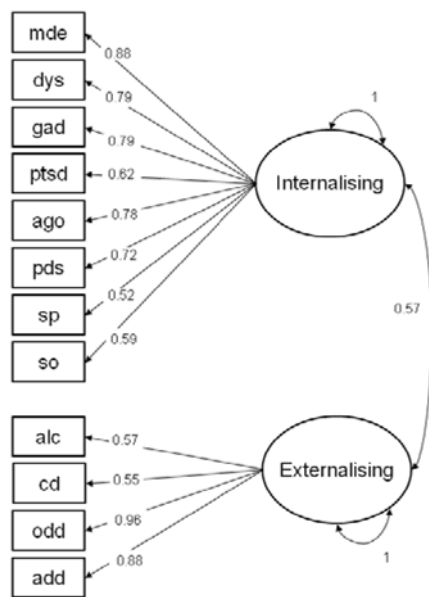 mde
0.88
dys
0.79
gad
0.79
ptsd
0.62
ago
0.78
pds
0.72
sp
0.52
so
0.59
1
Internalising
0.57
alc
0.57
cd
0.55
odd
0.96
add
0.88
Externalising
1